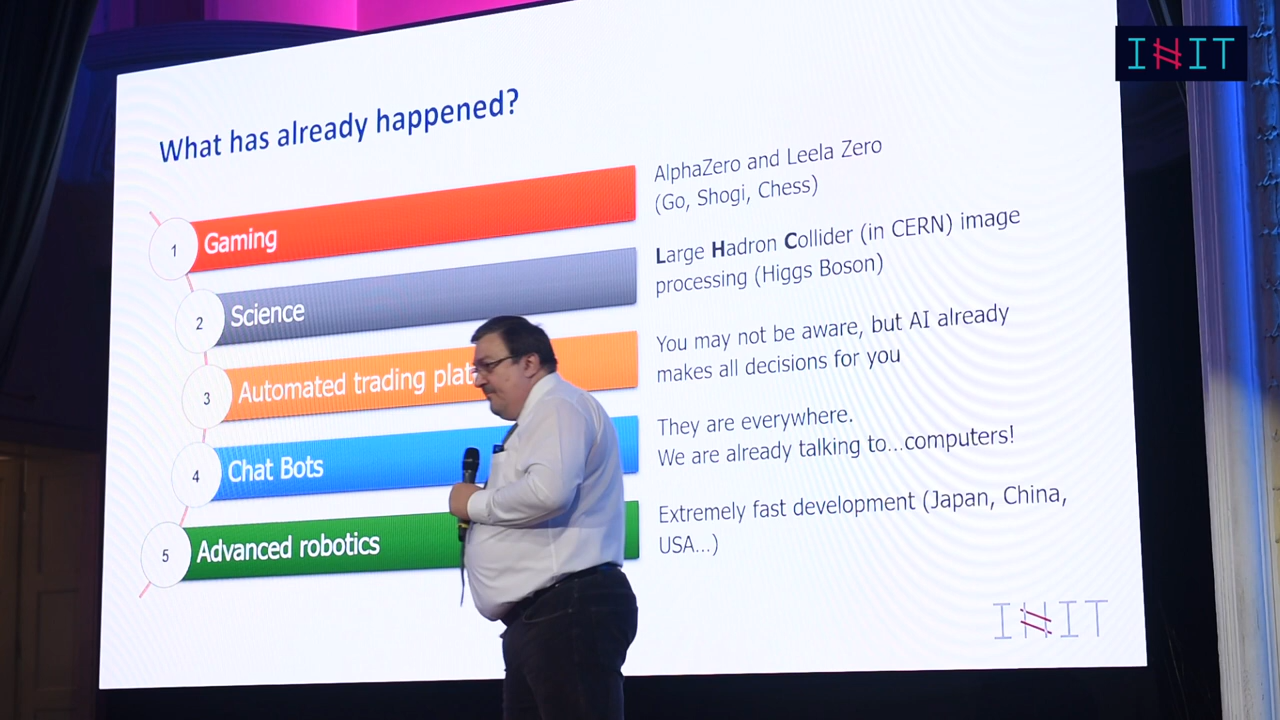 INIT
What has already happened?
AlphaZero and Leela Zero
(Go, Shogi, Chess)
1 Gaming
Large Hadron Collider (in CERN) image
processing (Higgs Boson)
2 Science
You may not be aware, but AI already
makes all decisions for you
3 Automated trading
They are everywhere.
We are already talking to...computers!
4 Chat Bots
Extremely fast development (Japan, China,
USA...)
5 Advanced robotics
INIT